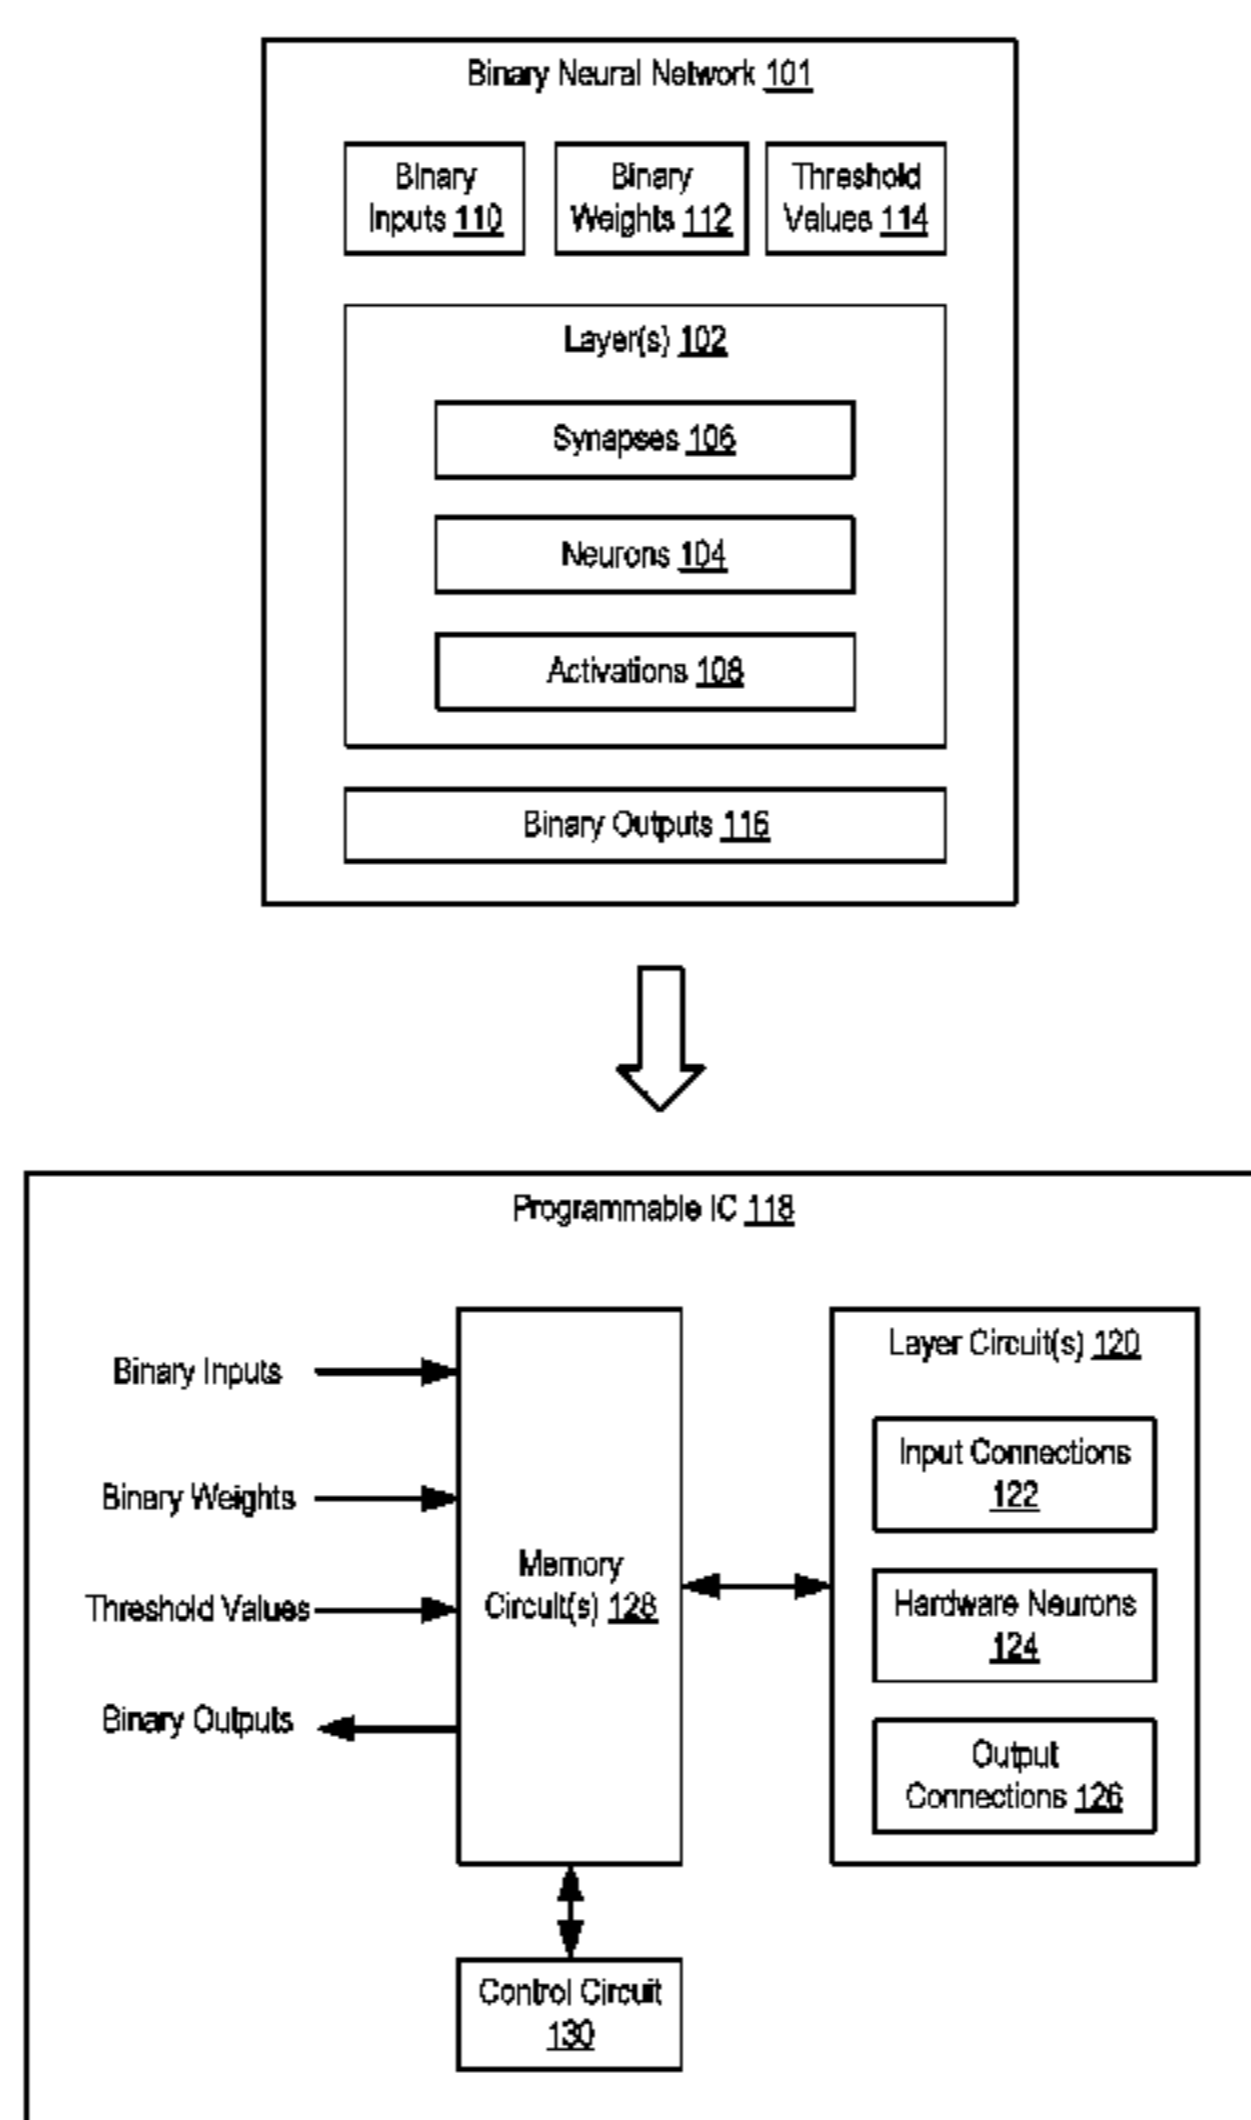 Binary Neural Network 101
Binary
Inputs 110
Binary
Weights 112
Threshold
Values 114
Layer(s) 102
Synapses 106
Neurons 104
Activations 108
Binary Outputs 116
Programmable IC 118
Binary Inputs
Binary Weights
Threshold Values
Binary Outputs
Memory
Circuit(s) 128
Layer Circuit(s) 120
Input Connections
122
Hardware Neurons
124
Output
Connections 126
Control Circuit
130